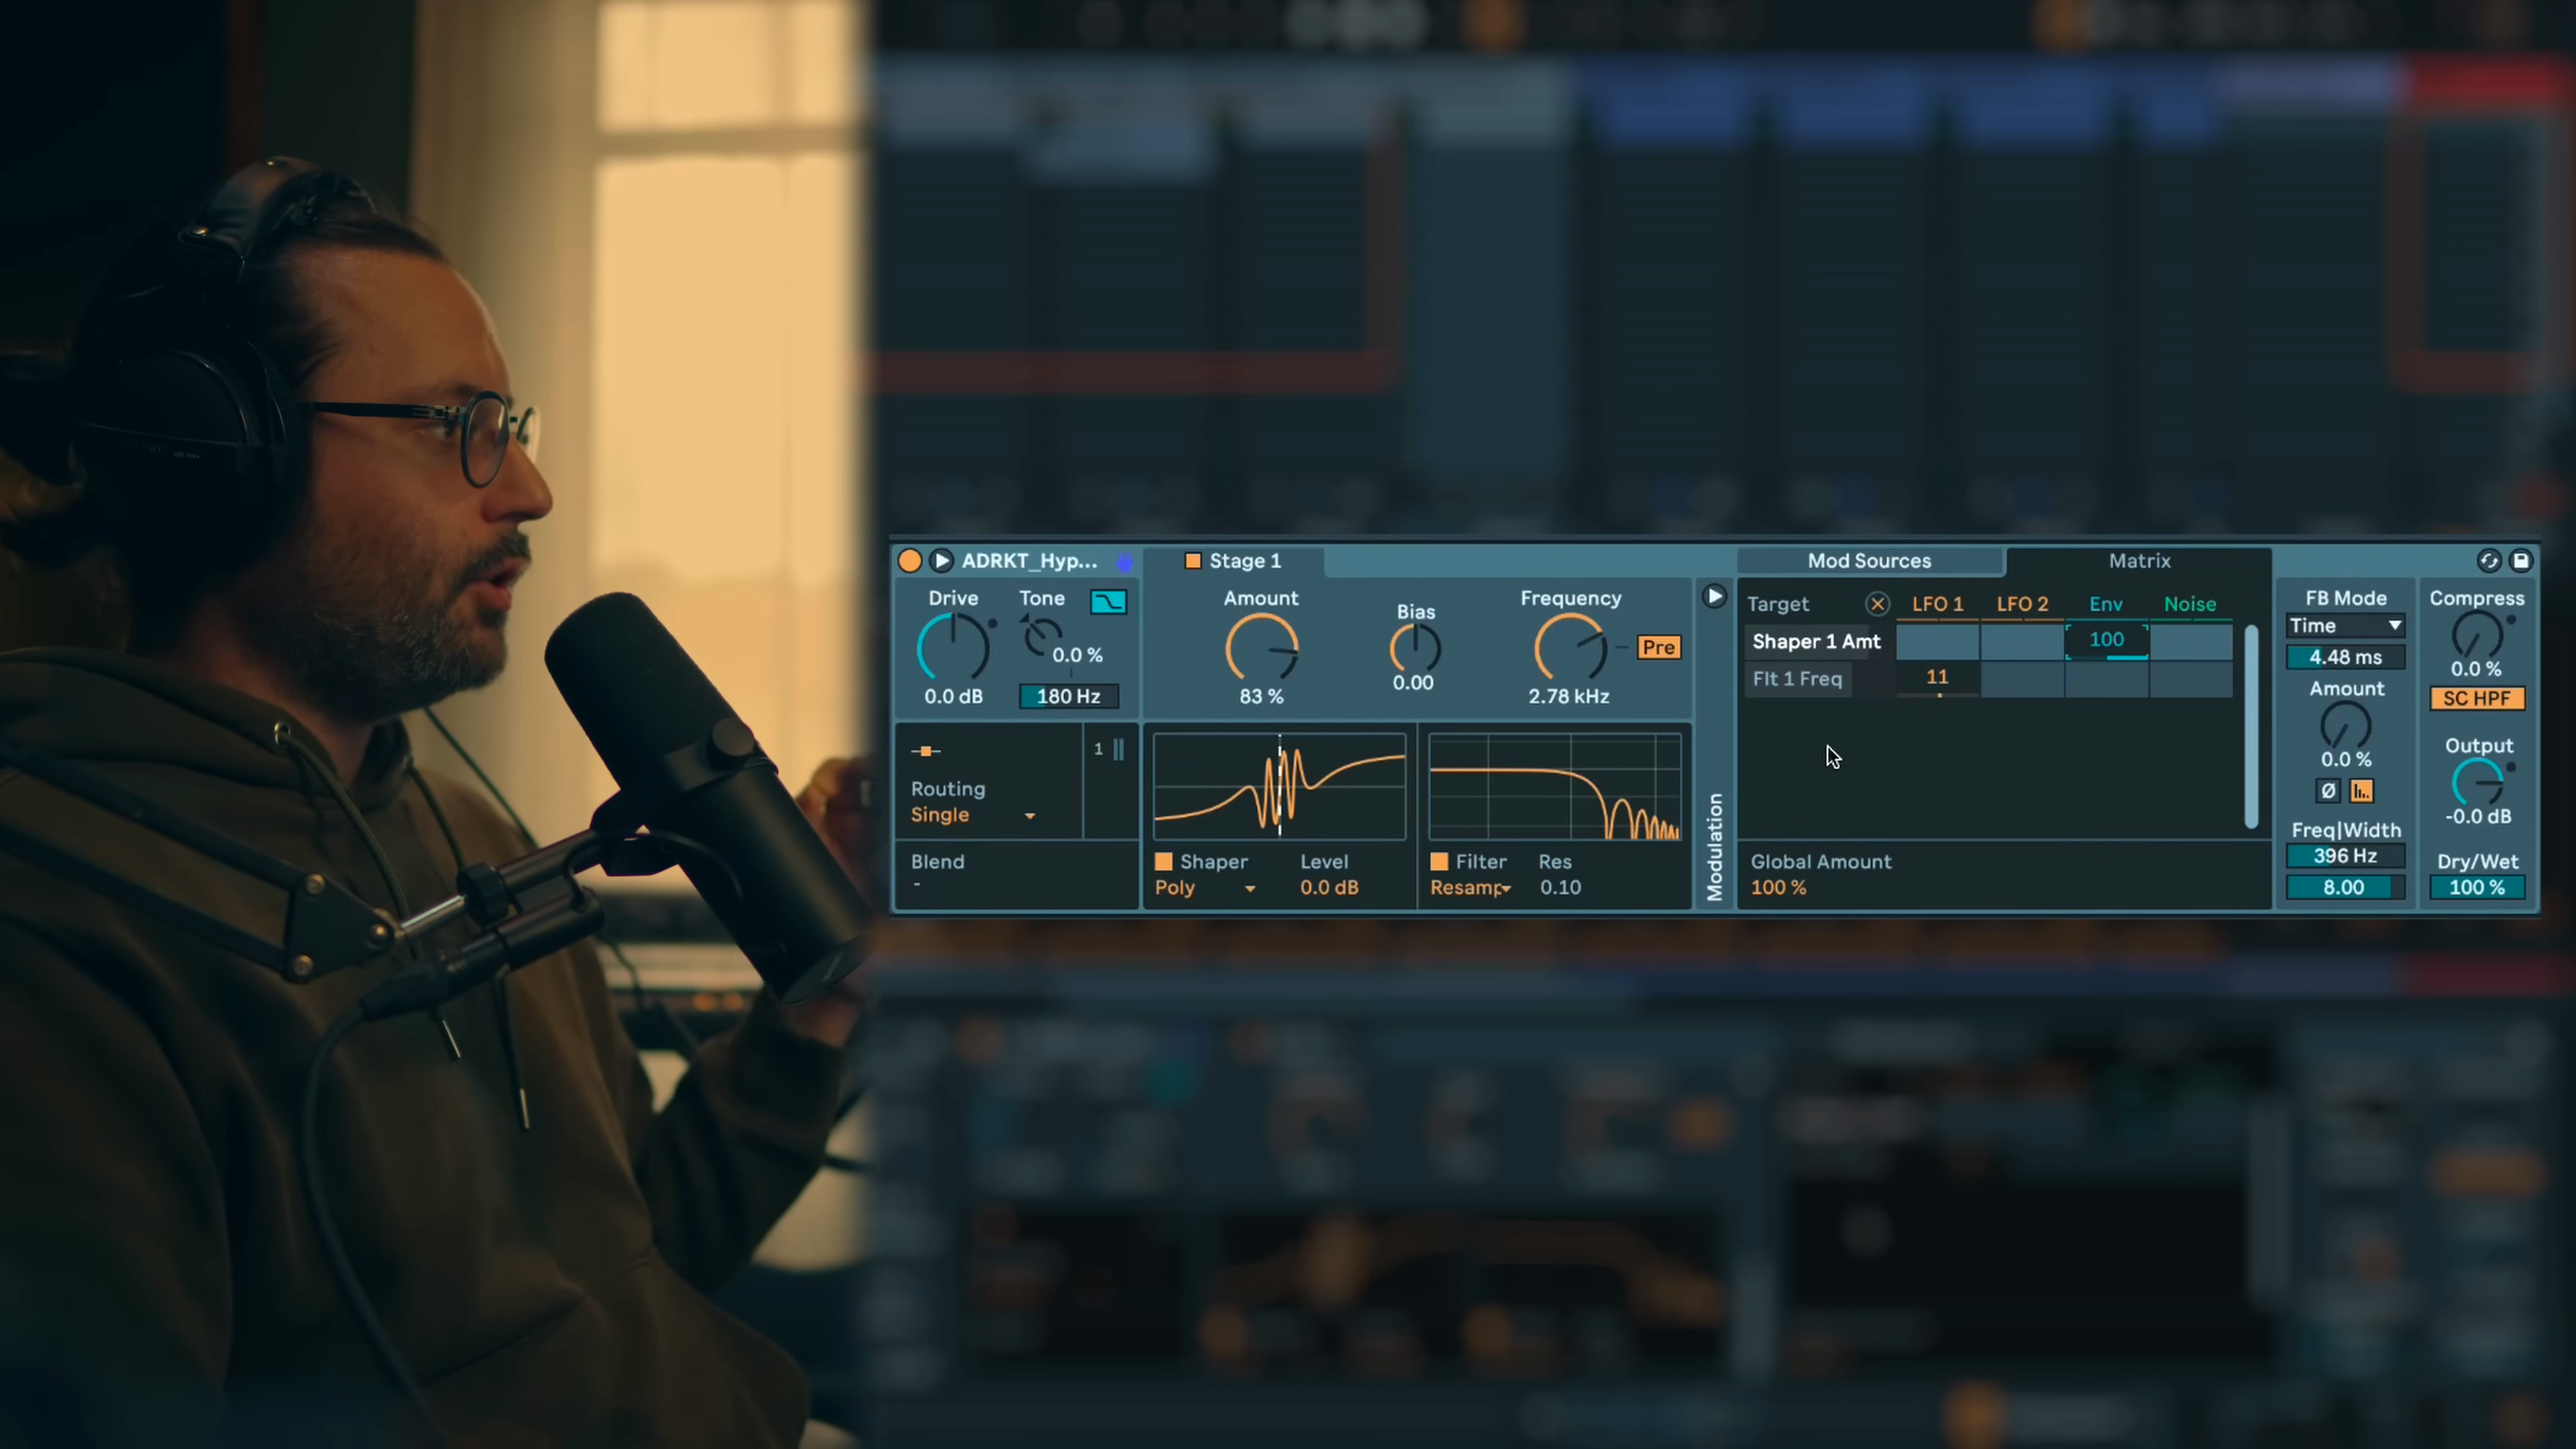 ADRKT_Hyp...
Stage 1
Mod Sources
Matrix
Drive
Tone
0.0 %
0.0 dB
180 Hz
Amount
83 %
Bias
0.00
Frequency
2.78 kHz
Pre
Target
LFO 1
LFO 2
Env
Noise
Shaper 1 Amt
100
Flt 1 Freq
11
FB Mode
Time
4.48 ms
Amount
0.0 %
Ø
Freq|Width
396 Hz
8.00
Compress
0.0 %
SC HPF
Output
-0.0 dB
Dry/Wet
100 %
1
Routing
Single
Blend
-
Shaper
Level
Poly
0.0 dB
Filter
Res
Resamp
0.10
Modulation
Global Amount
100 %